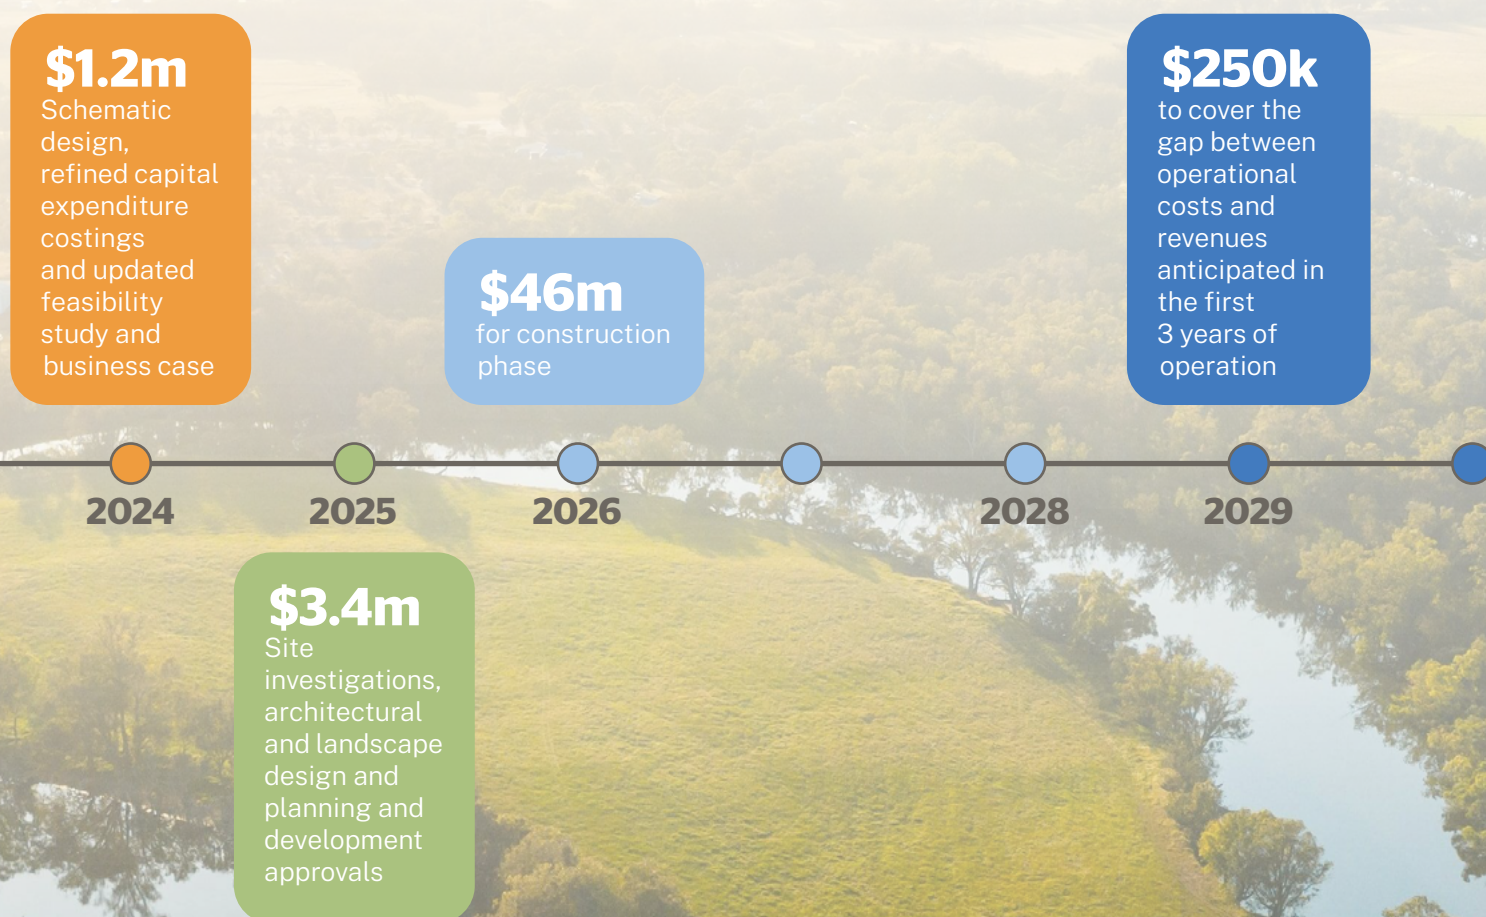 $1.2m
Schematic
design,
refined capital
expenditure
costings
and updated
feasibility
study and
business case
$46m
for construction
phase
$250k
to cover the
gap between
operational
costs and
revenues
anticipated in
the first
3 years of
operation
2024
2025
2026
2028
2029
$3.4m
Site
investigations,
architectural
and landscape
design and
planning and
development
approvals